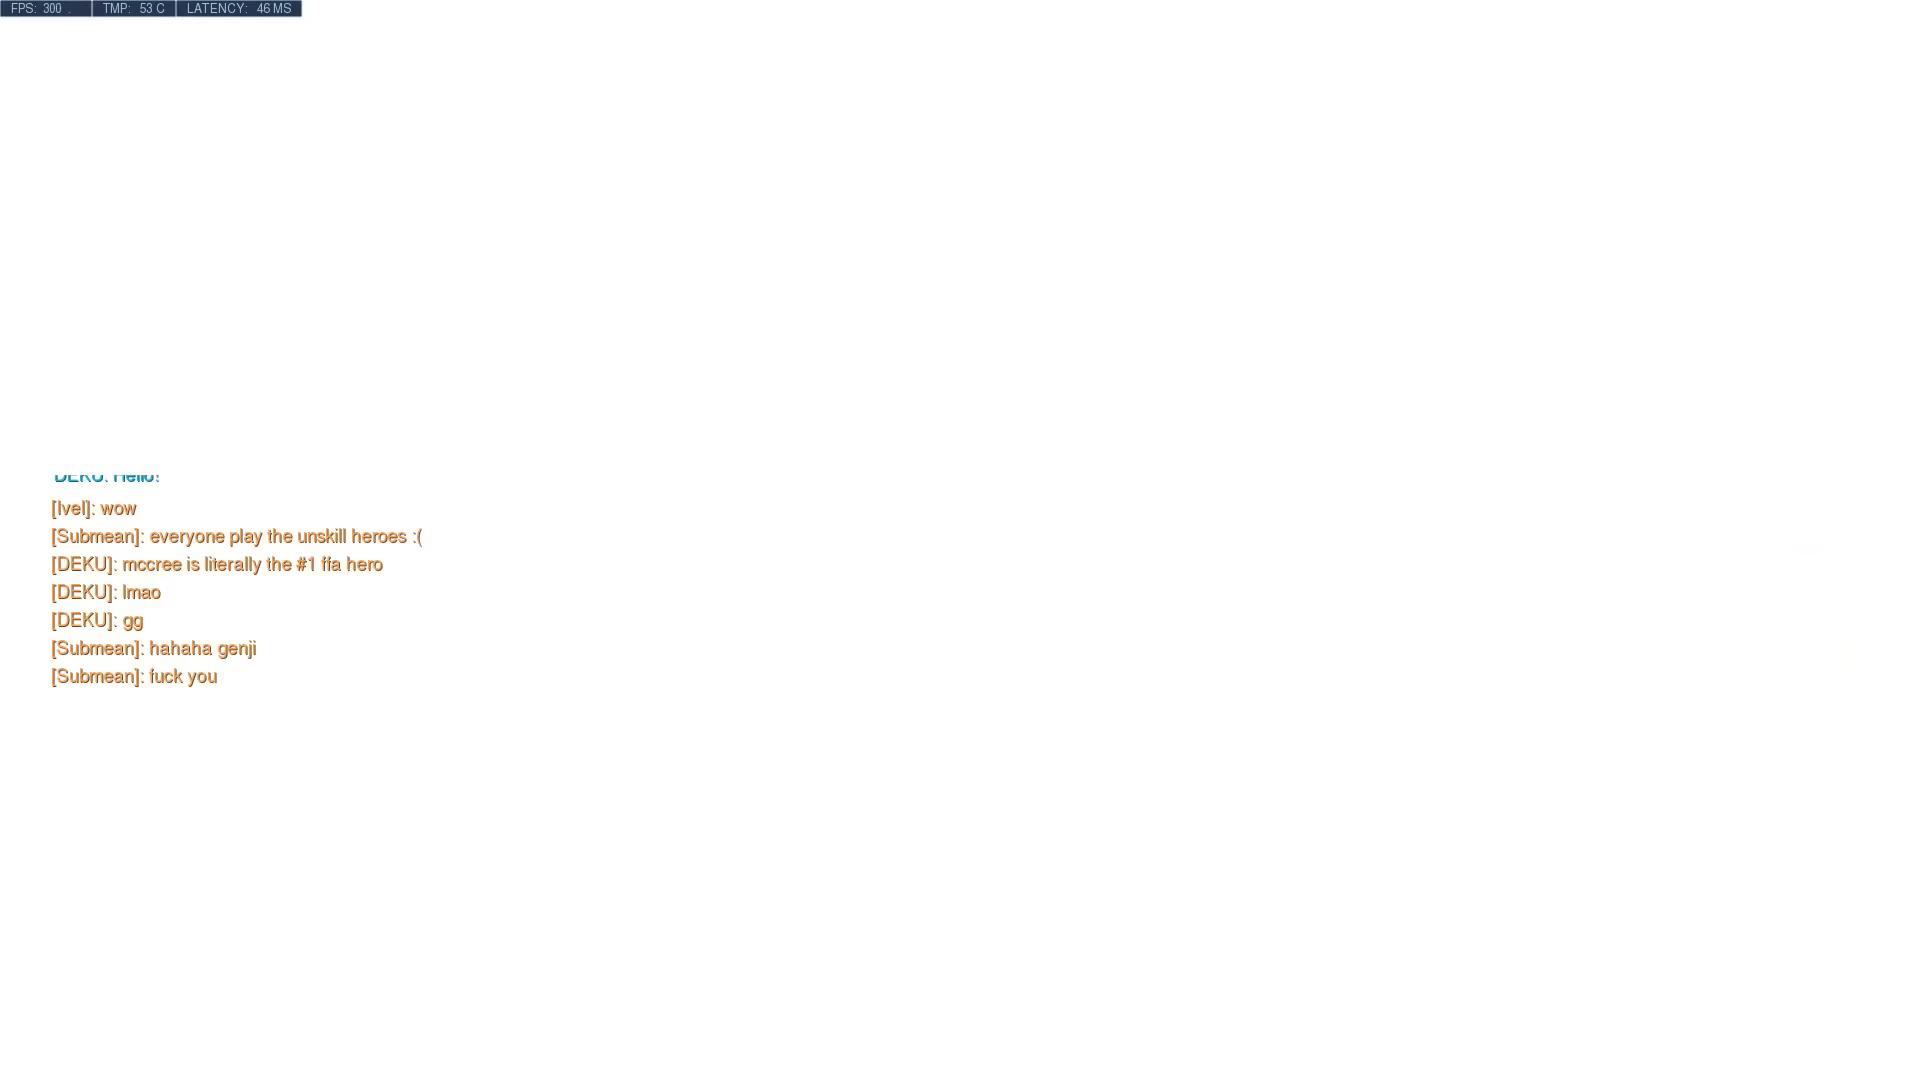 FPS: 300 . TMP: 53 C LATENCY: 46 MS
DEKU: Hello!
[Ivel]: wow
[Submean]: everyone play the unskill heroes :(
[DEKU]: mccree is literally the #1 ffa hero
[DEKU]: lmao
[DEKU]: gg
[Submean]: hahaha genji
[Submean]: fuck you